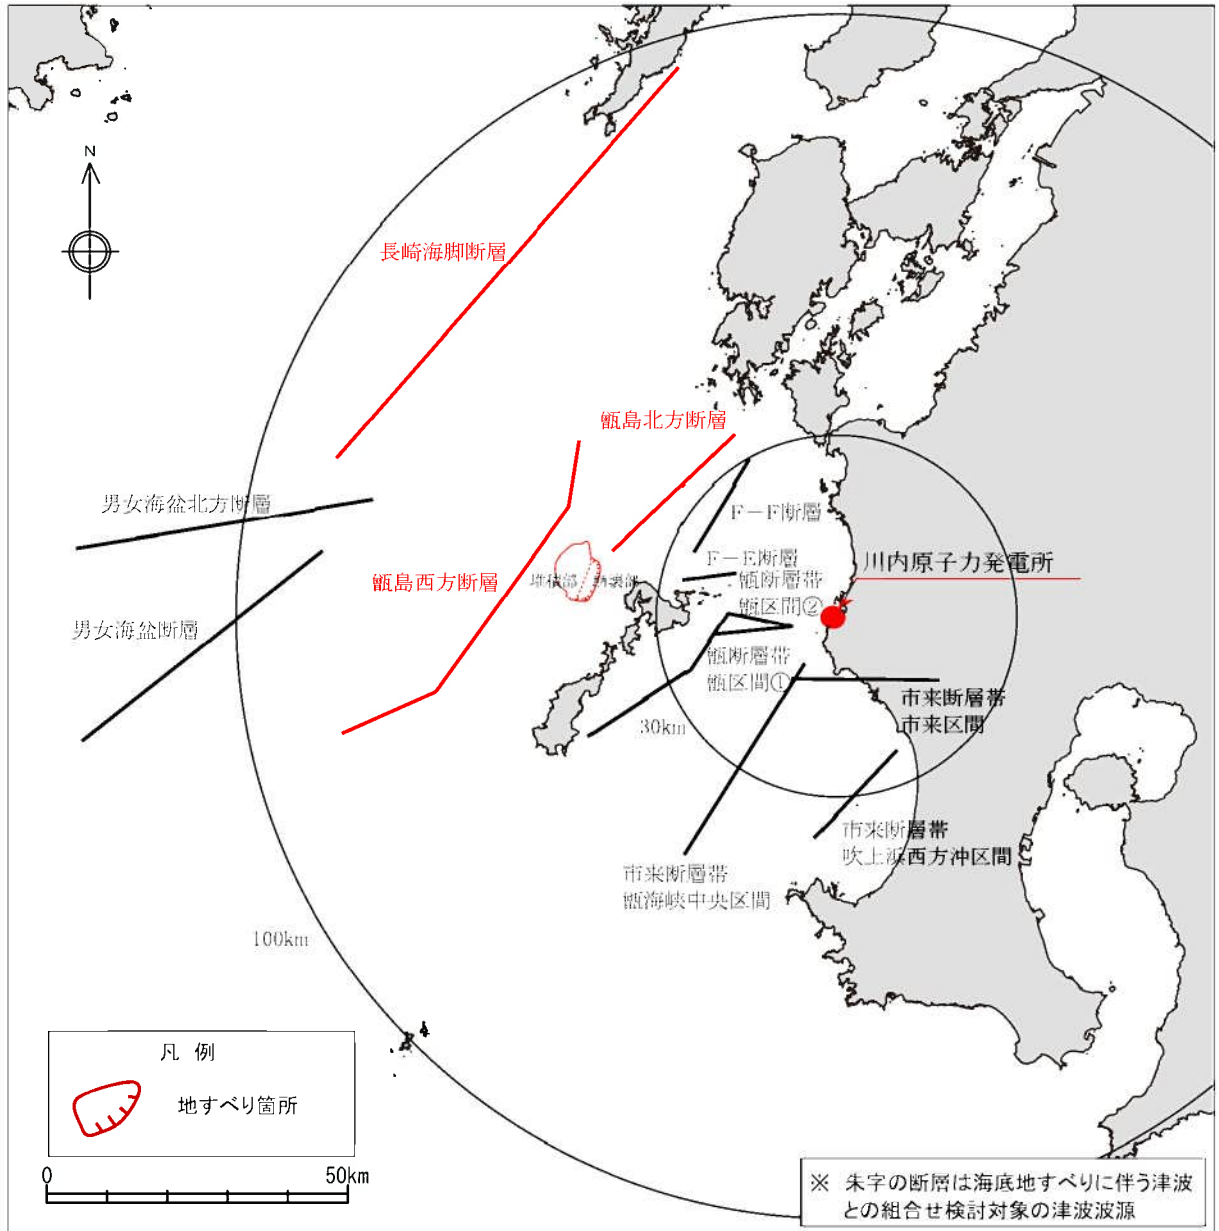 N
長崎海脚断層
甑島北方断層
男女海盆北方断層
F－F断層
F－E断層
川内原子力発電所
堆積部
甑島西方断層
甑断層帯
甑区間②
男女海盆断層
甑断層帯
甑区間①
30km
市来断層帯
市来区間
市来断層帯
吹上浜西方沖区間
市来断層帯
甑海峡中央区間
100km
凡 例
地すべり箇所
0
50km
※ 朱字の断層は海底地すべりに伴う津波
との組合せ検討対象の津波波源